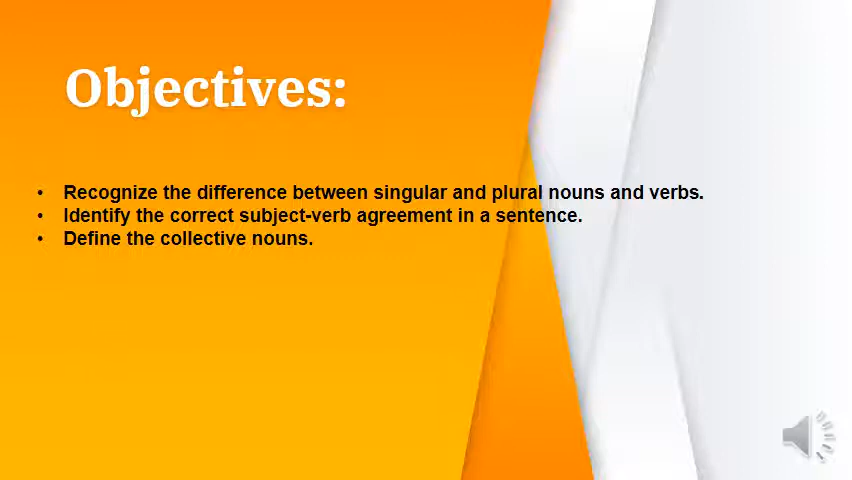 Objectives:
• Recognize the difference between singular and plural nouns and verbs.
• Identify the correct subject-verb agreement in a sentence.
• Define the collective nouns.